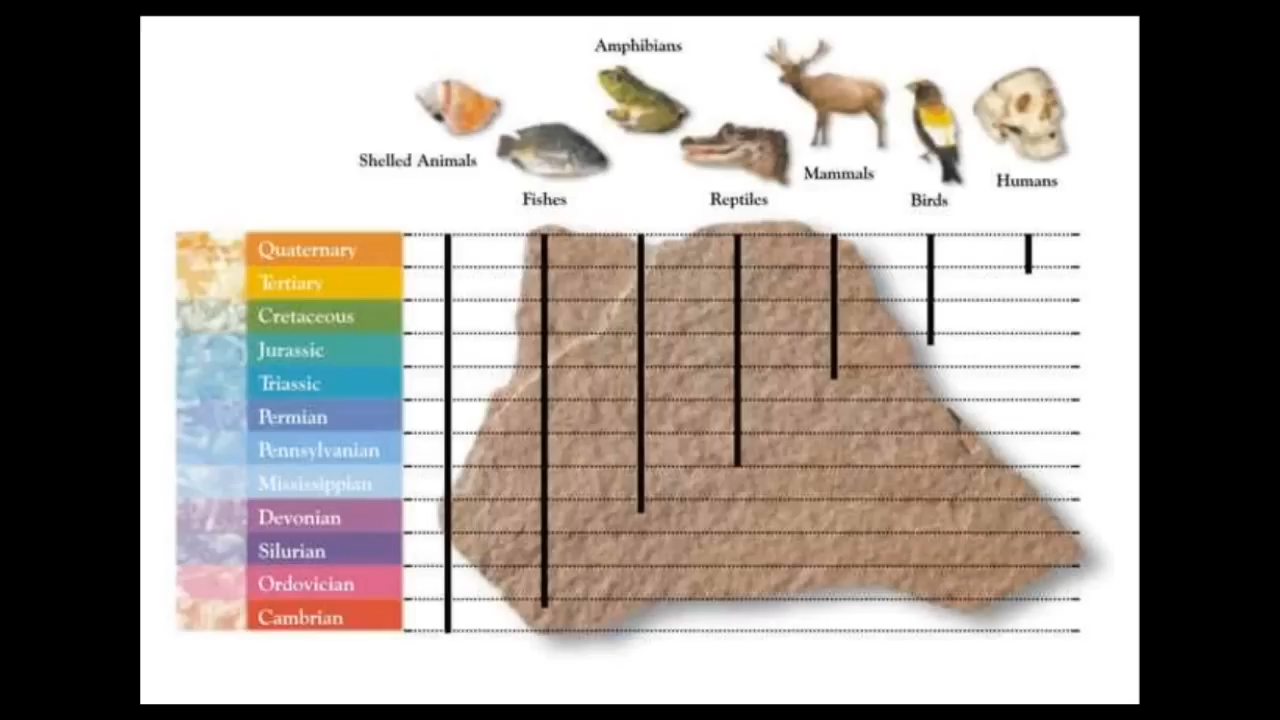 Amphibians
Shelled Animals
Mammals
Humans
Fishes
Reptiles
Birds
Quaternary
Tertiary
Cretaceous
Jurassic
Triassic
Permian
Pennsylvanian
Mississippian
Devonian
Silurian
Ordovician
Cambrian